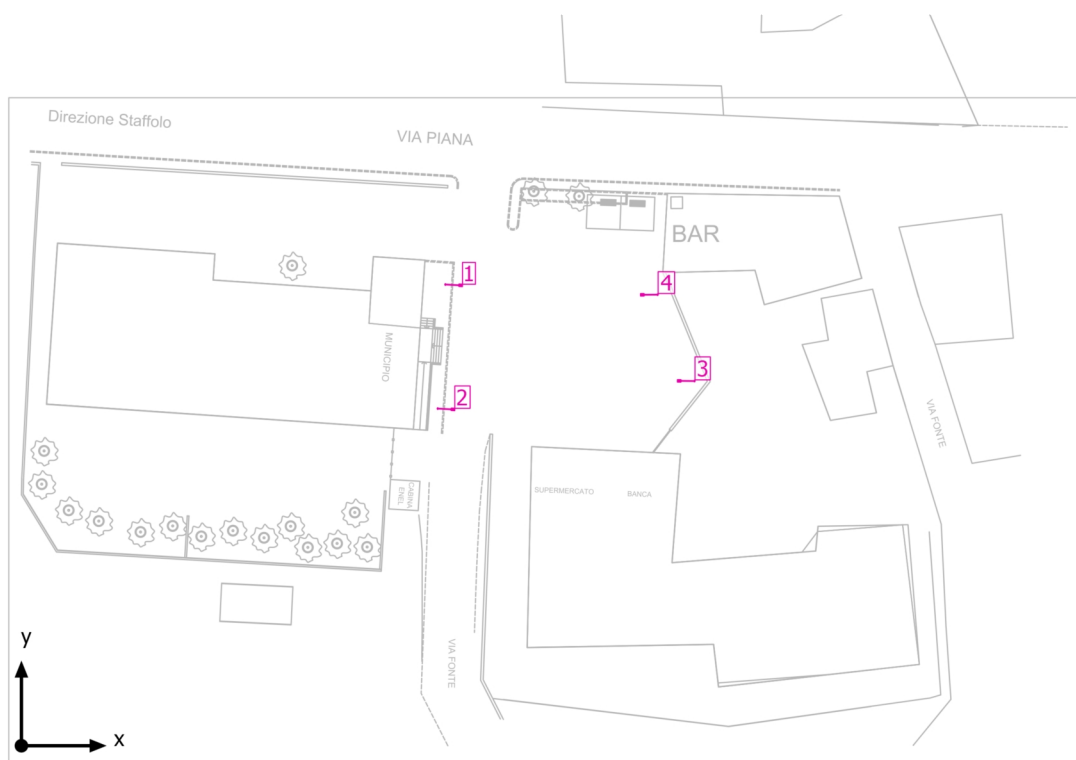 Direzione Staffolo
VIA PIANA
BAR
1
4
MUNICIPIO
3
2
VIA FONTE
SUPERMERCATO
BANCA
CABINA
ENEL
VIA FONTE
y
x